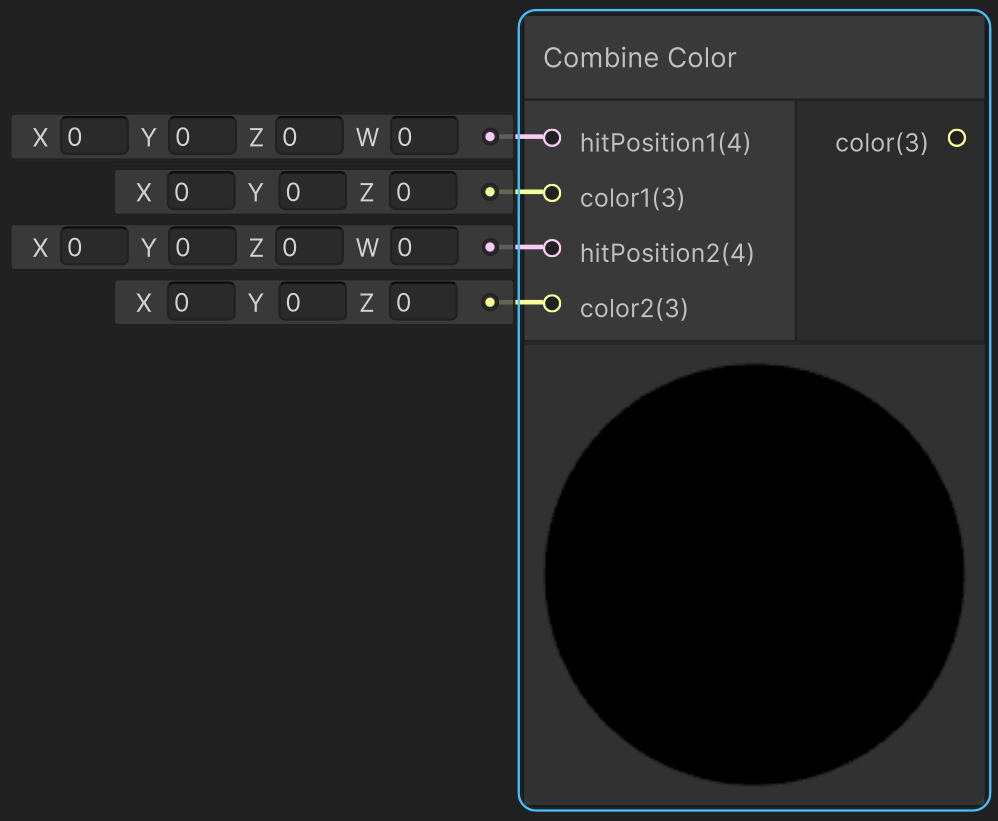 Combine Color
X 0 Y 0 Z 0 W 0 hitPosition1(4) color(3)
X 0 Y 0 Z 0 color1(3)
X 0 Y 0 Z 0 W 0 hitPosition2(4)
X 0 Y 0 Z 0 color2(3)